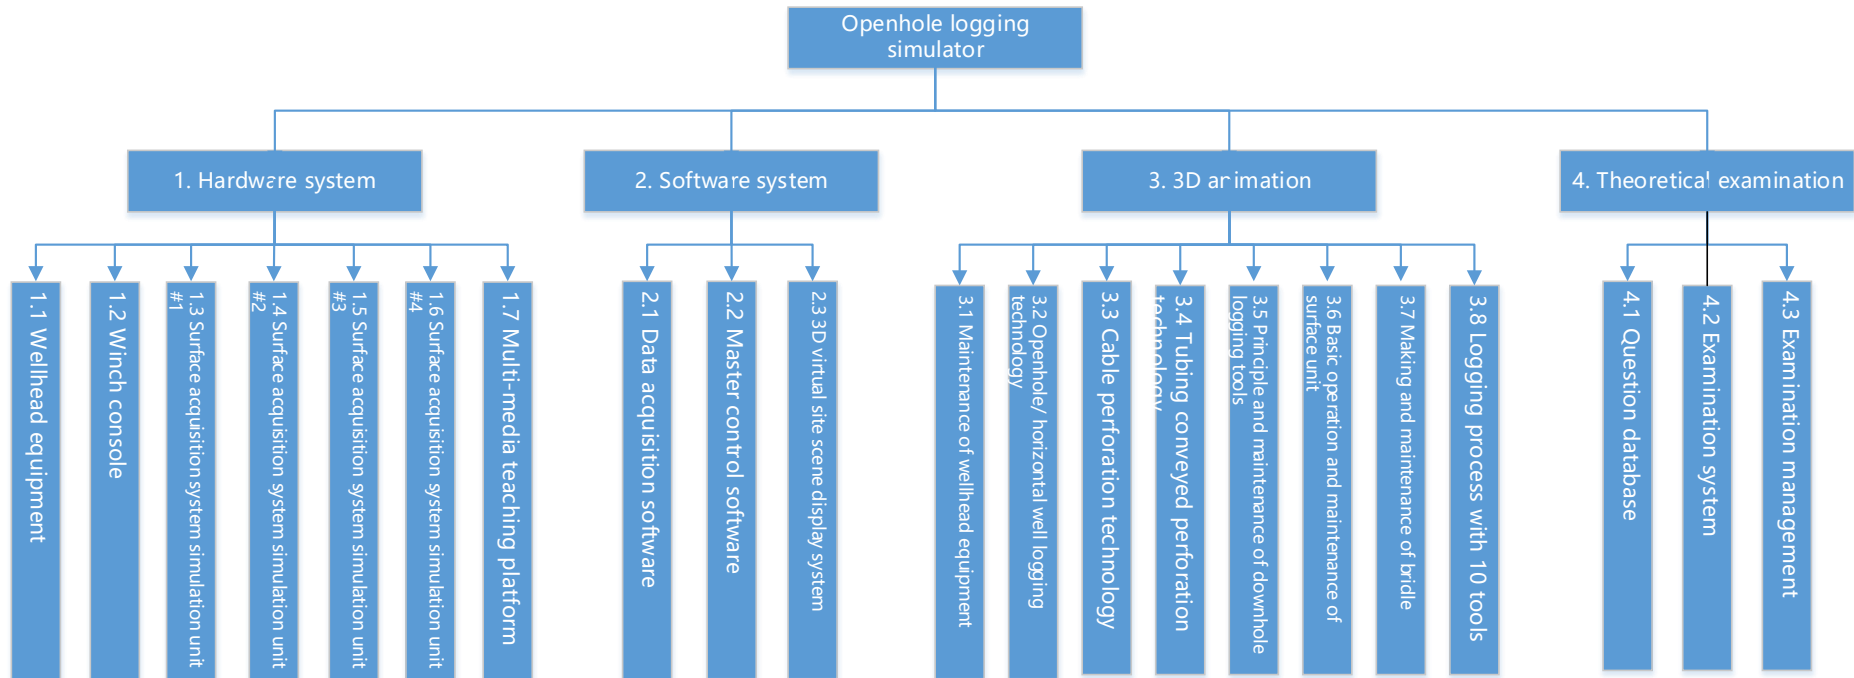 Openhole logging
simulator
1. Hardware system
2. Software system
3. 3D animation
4. Theoretical examination
1.1 Wellhead equipment
1.2 Winch console
1.3 Surface acquisition system simulation unit
#1
1.4 Surface acquisition system simulation unit
#2
1.5 Surface acquisition system simulation unit
#3
1.6 Surface acquisition system simulation unit
#4
1.7 Multi-media teaching platform
2.1 Data acquisition software
2.2 Master control software
2.3 3D virtual site scene display system
3.1 Maintenance of wellhead equipment
3.2 Openhole/ horizontal well logging
technology
3.3 Cable perforation technology
3.4 Tubing conveyed perforation
technology
3.5 Principle and maintenance of downhole
logging tools
3.6 Basic operation and maintenance of
surface unit
3.7 Making and maintenance of bridle
3.8 Logging process with 10 tools
4.1 Question database
4.2 Examination system
4.3 Examination management